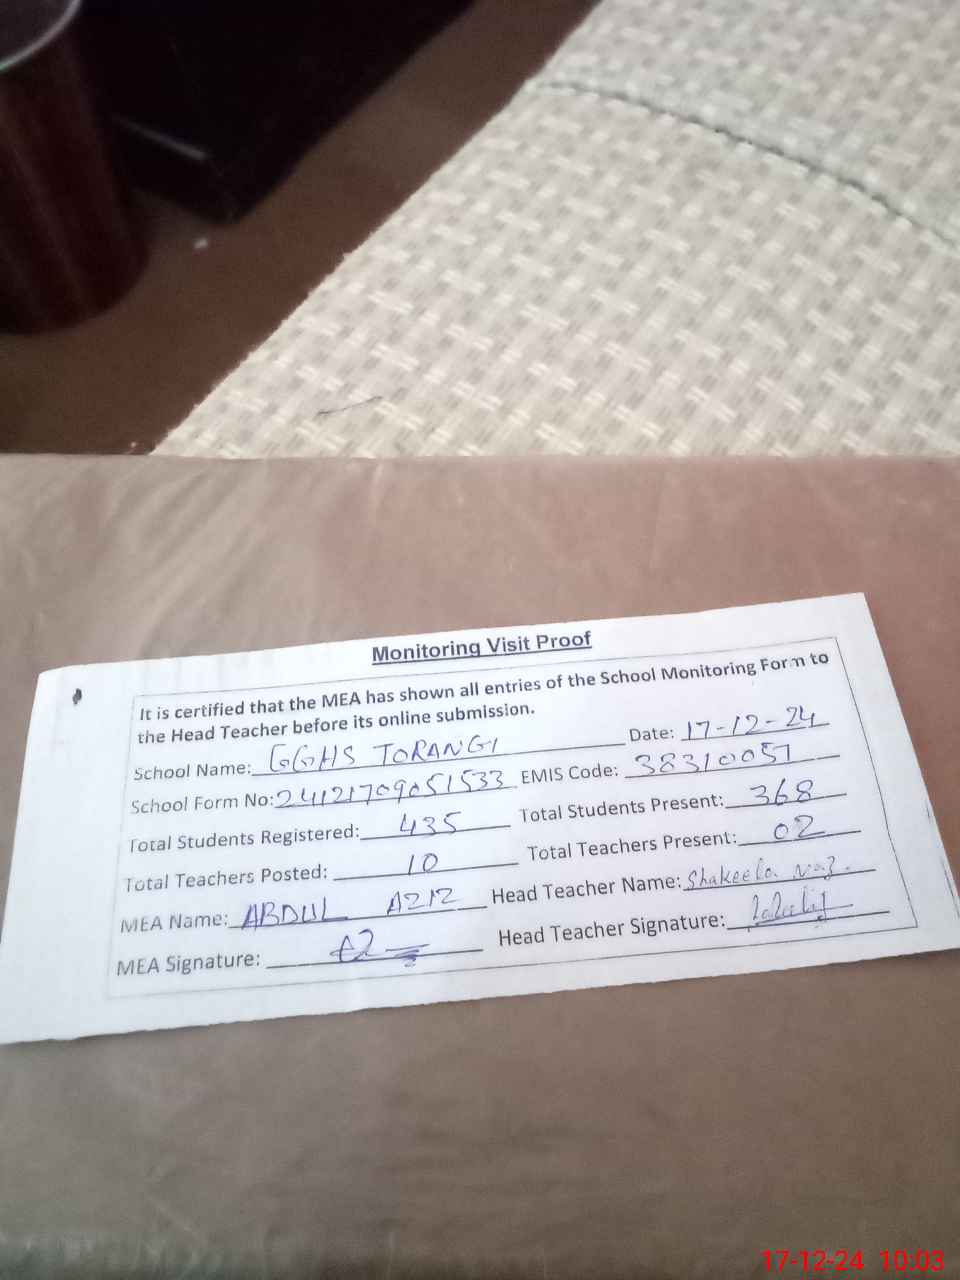 Monitoring Visit Proof
It is certified that the MEA has shown all entries of the School Monitoring Form to
the Head Teacher before its online submission.
School Name: GGHS TORANGI Date: 17-12-24
School Form No: 24121709051533 EMIS Code: 38310057
Total Students Registered: 435 Total Students Present: 368
Total Teachers Posted: 10 Total Teachers Present: 02
MEA Name: ABDUL AZIZ Head Teacher Name: Shakeela Naz.
MEA Signature: Head Teacher Signature:
17-12-24 10:03